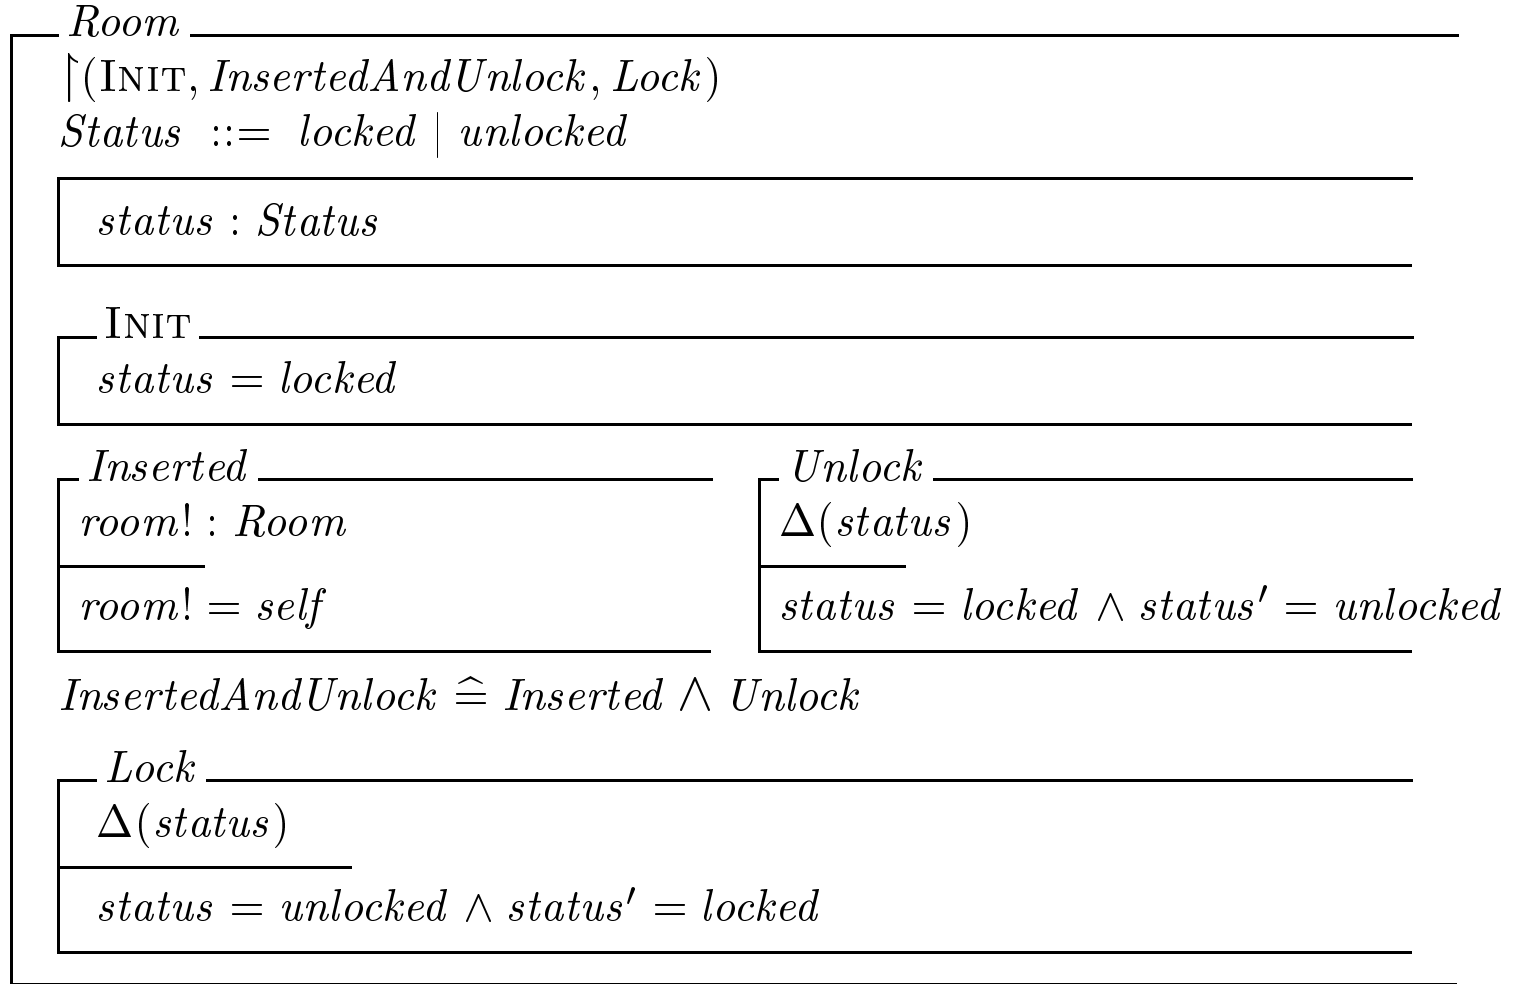 Room
↾(INIT, InsertedAndUnlock, Lock)
Status ::= locked | unlocked
status : Status
INIT
status = locked
Inserted
room! : Room
room! = self
Unlock
Δ(status)
status = locked ∧ status′ = unlocked
InsertedAndUnlock ≙ Inserted ∧ Unlock
Lock
Δ(status)
status = unlocked ∧ status′ = locked